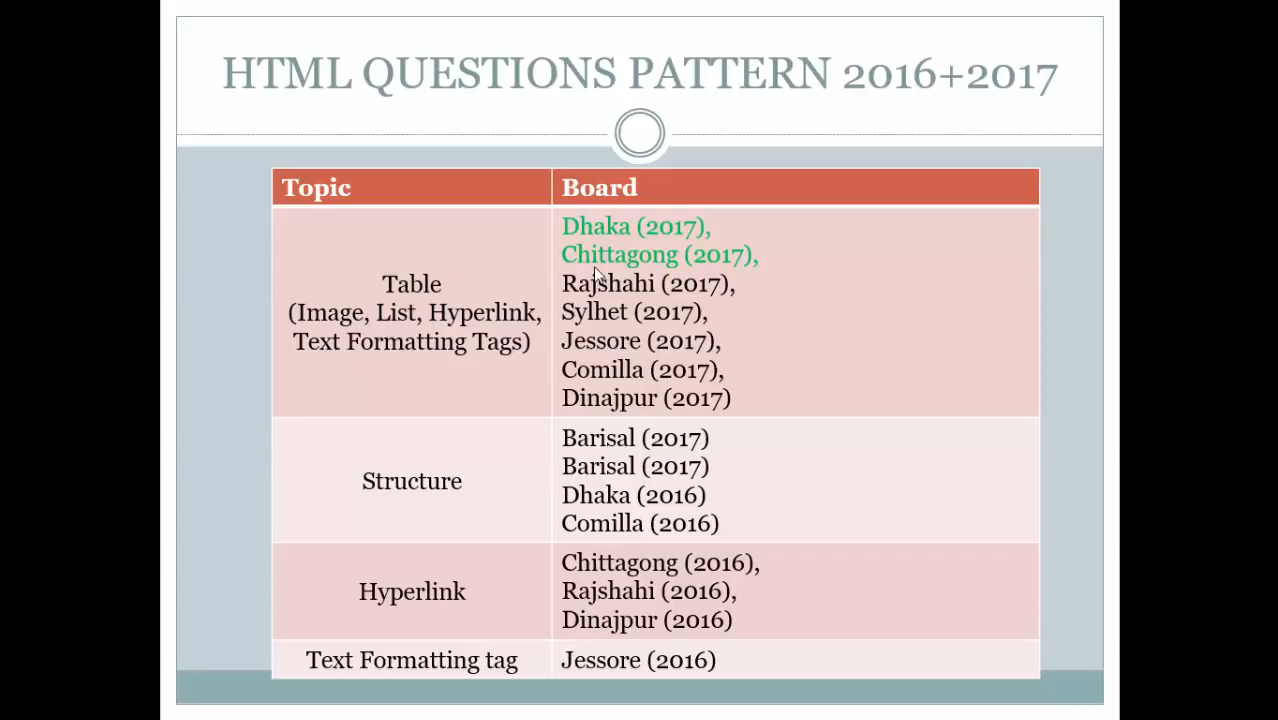 HTML QUESTIONS PATTERN 2016+2017
Topic
Board
Table
(Image, List, Hyperlink,
Text Formatting Tags)
Dhaka (2017),
Chittagong (2017),
Rajshahi (2017),
Sylhet (2017),
Jessore (2017),
Comilla (2017),
Dinajpur (2017)
Structure
Barisal (2017)
Barisal (2017)
Dhaka (2016)
Comilla (2016)
Hyperlink
Chittagong (2016),
Rajshahi (2016),
Dinajpur (2016)
Text Formatting tag
Jessore (2016)